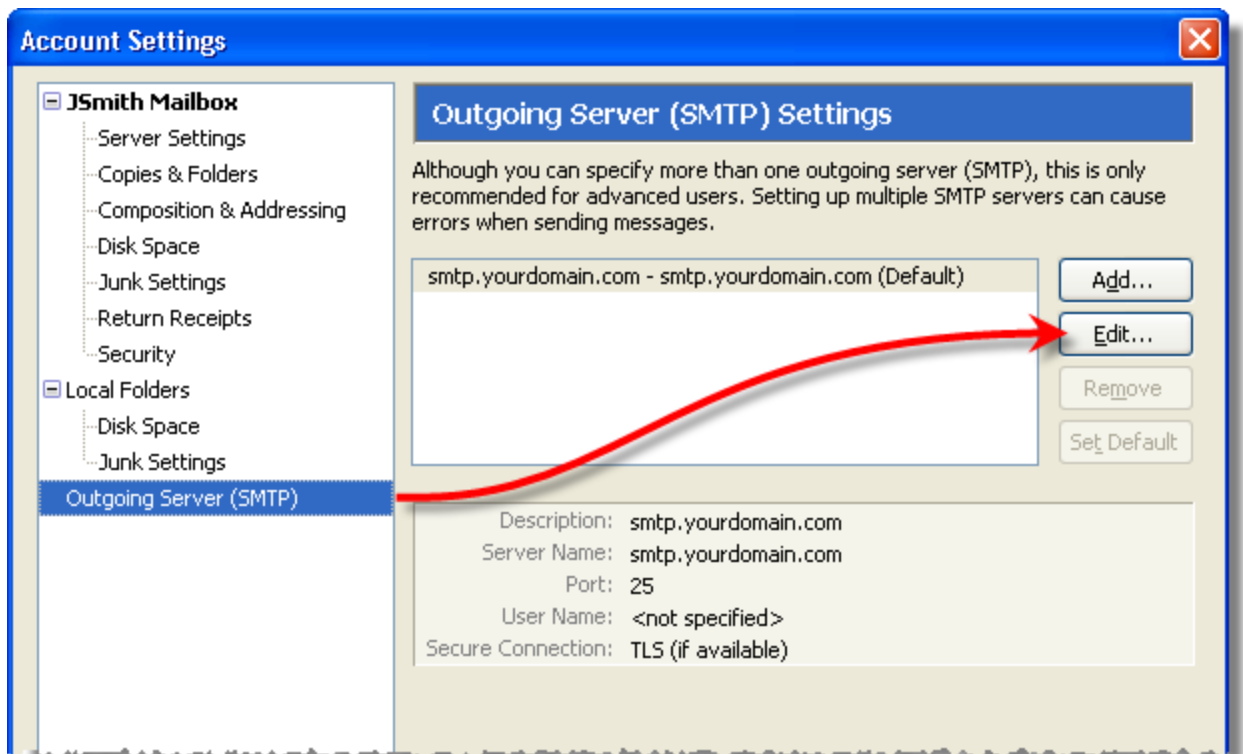 Account Settings
JSmith Mailbox
Server Settings
Copies & Folders
Composition & Addressing
Disk Space
Junk Settings
Return Receipts
Security
Local Folders
Disk Space
Junk Settings
Outgoing Server (SMTP)
Outgoing Server (SMTP) Settings
Although you can specify more than one outgoing server (SMTP), this is only
recommended for advanced users. Setting up multiple SMTP servers can cause
errors when sending messages.
smtp.yourdomain.com - smtp.yourdomain.com (Default)
Add...
Edit...
Remove
Set Default
Description: smtp.yourdomain.com
Server Name: smtp.yourdomain.com
Port: 25
User Name: <not specified>
Secure Connection: TLS (if available)